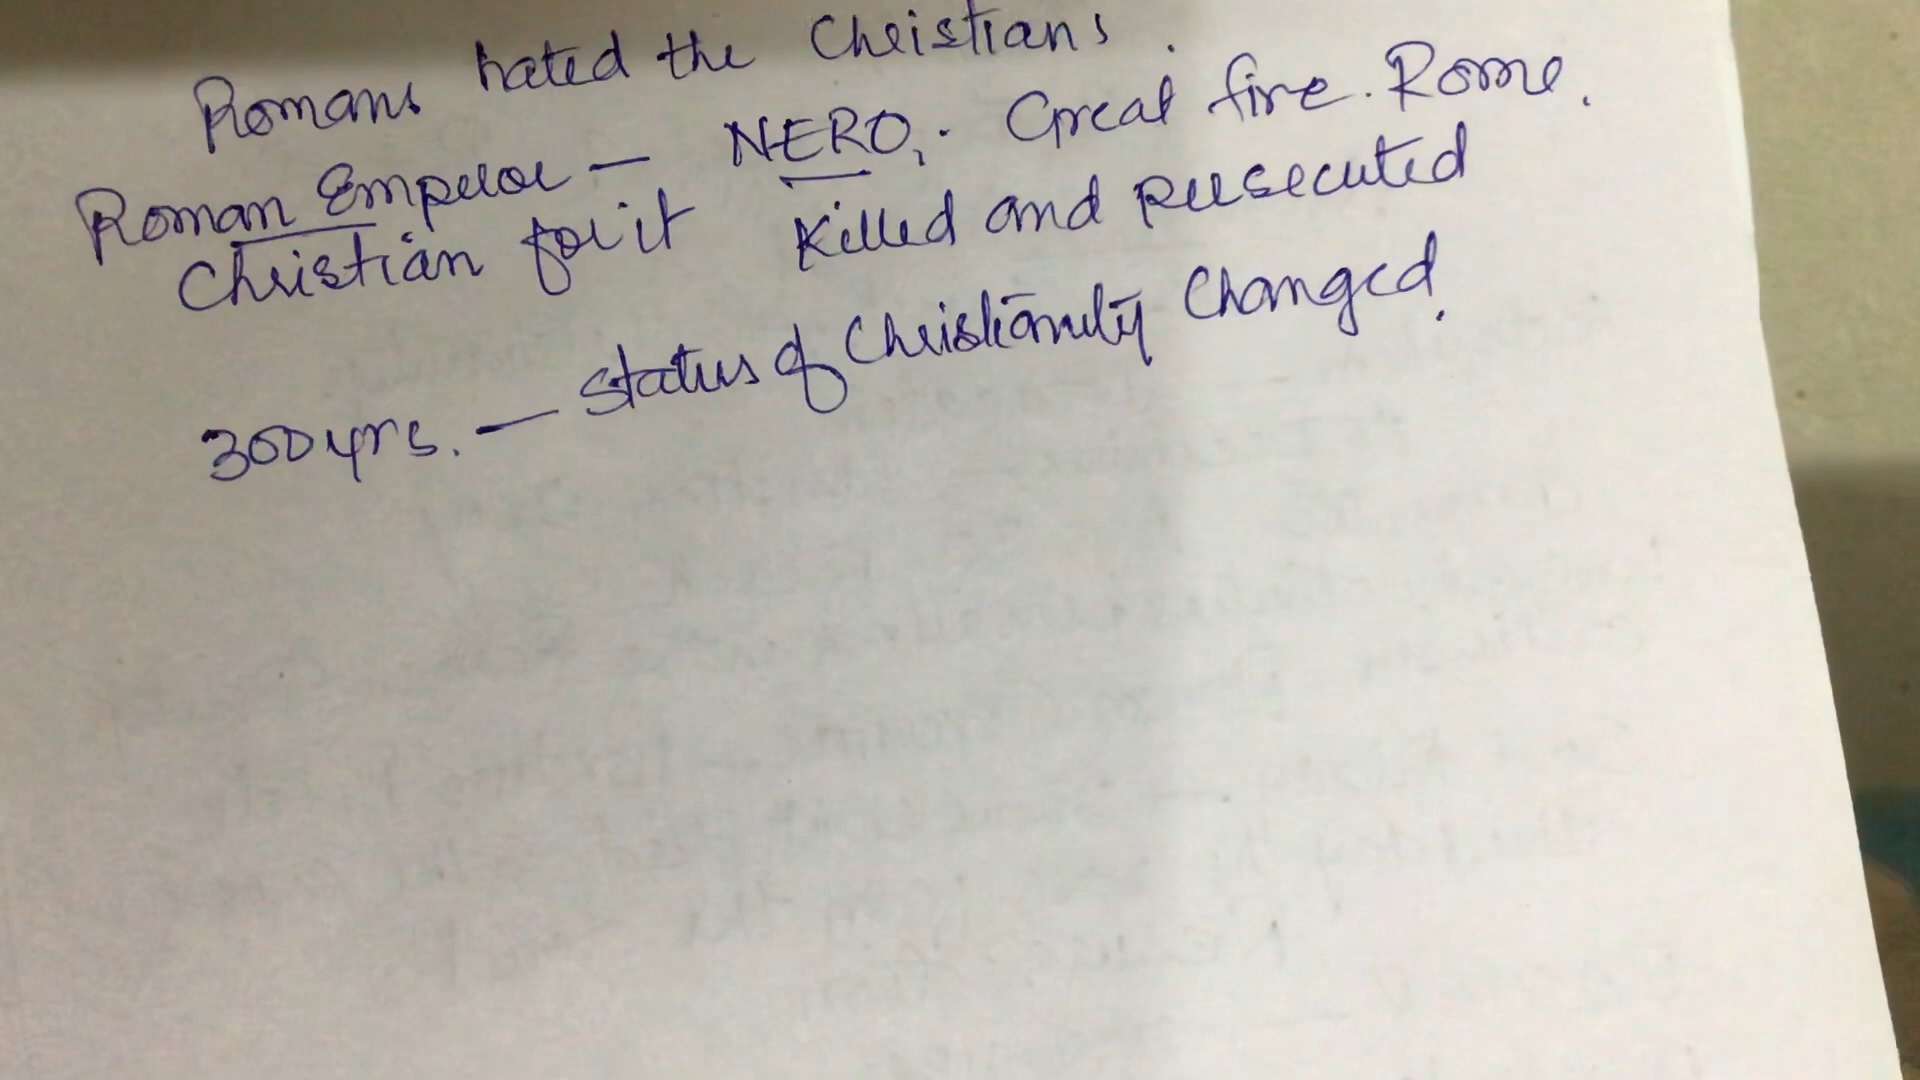 Romans hated the Christians.
Roman Emperor — NERO. Great fire. Rome.
Christian for it killed and persecuted
300 yrs. — status of Christianity changed.